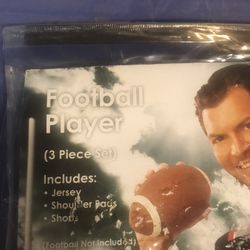 Football
Player
(3 Piece Set)
Includes:
• Jersey
• Shoulder Pads
• Shorts
(Football Not Included)